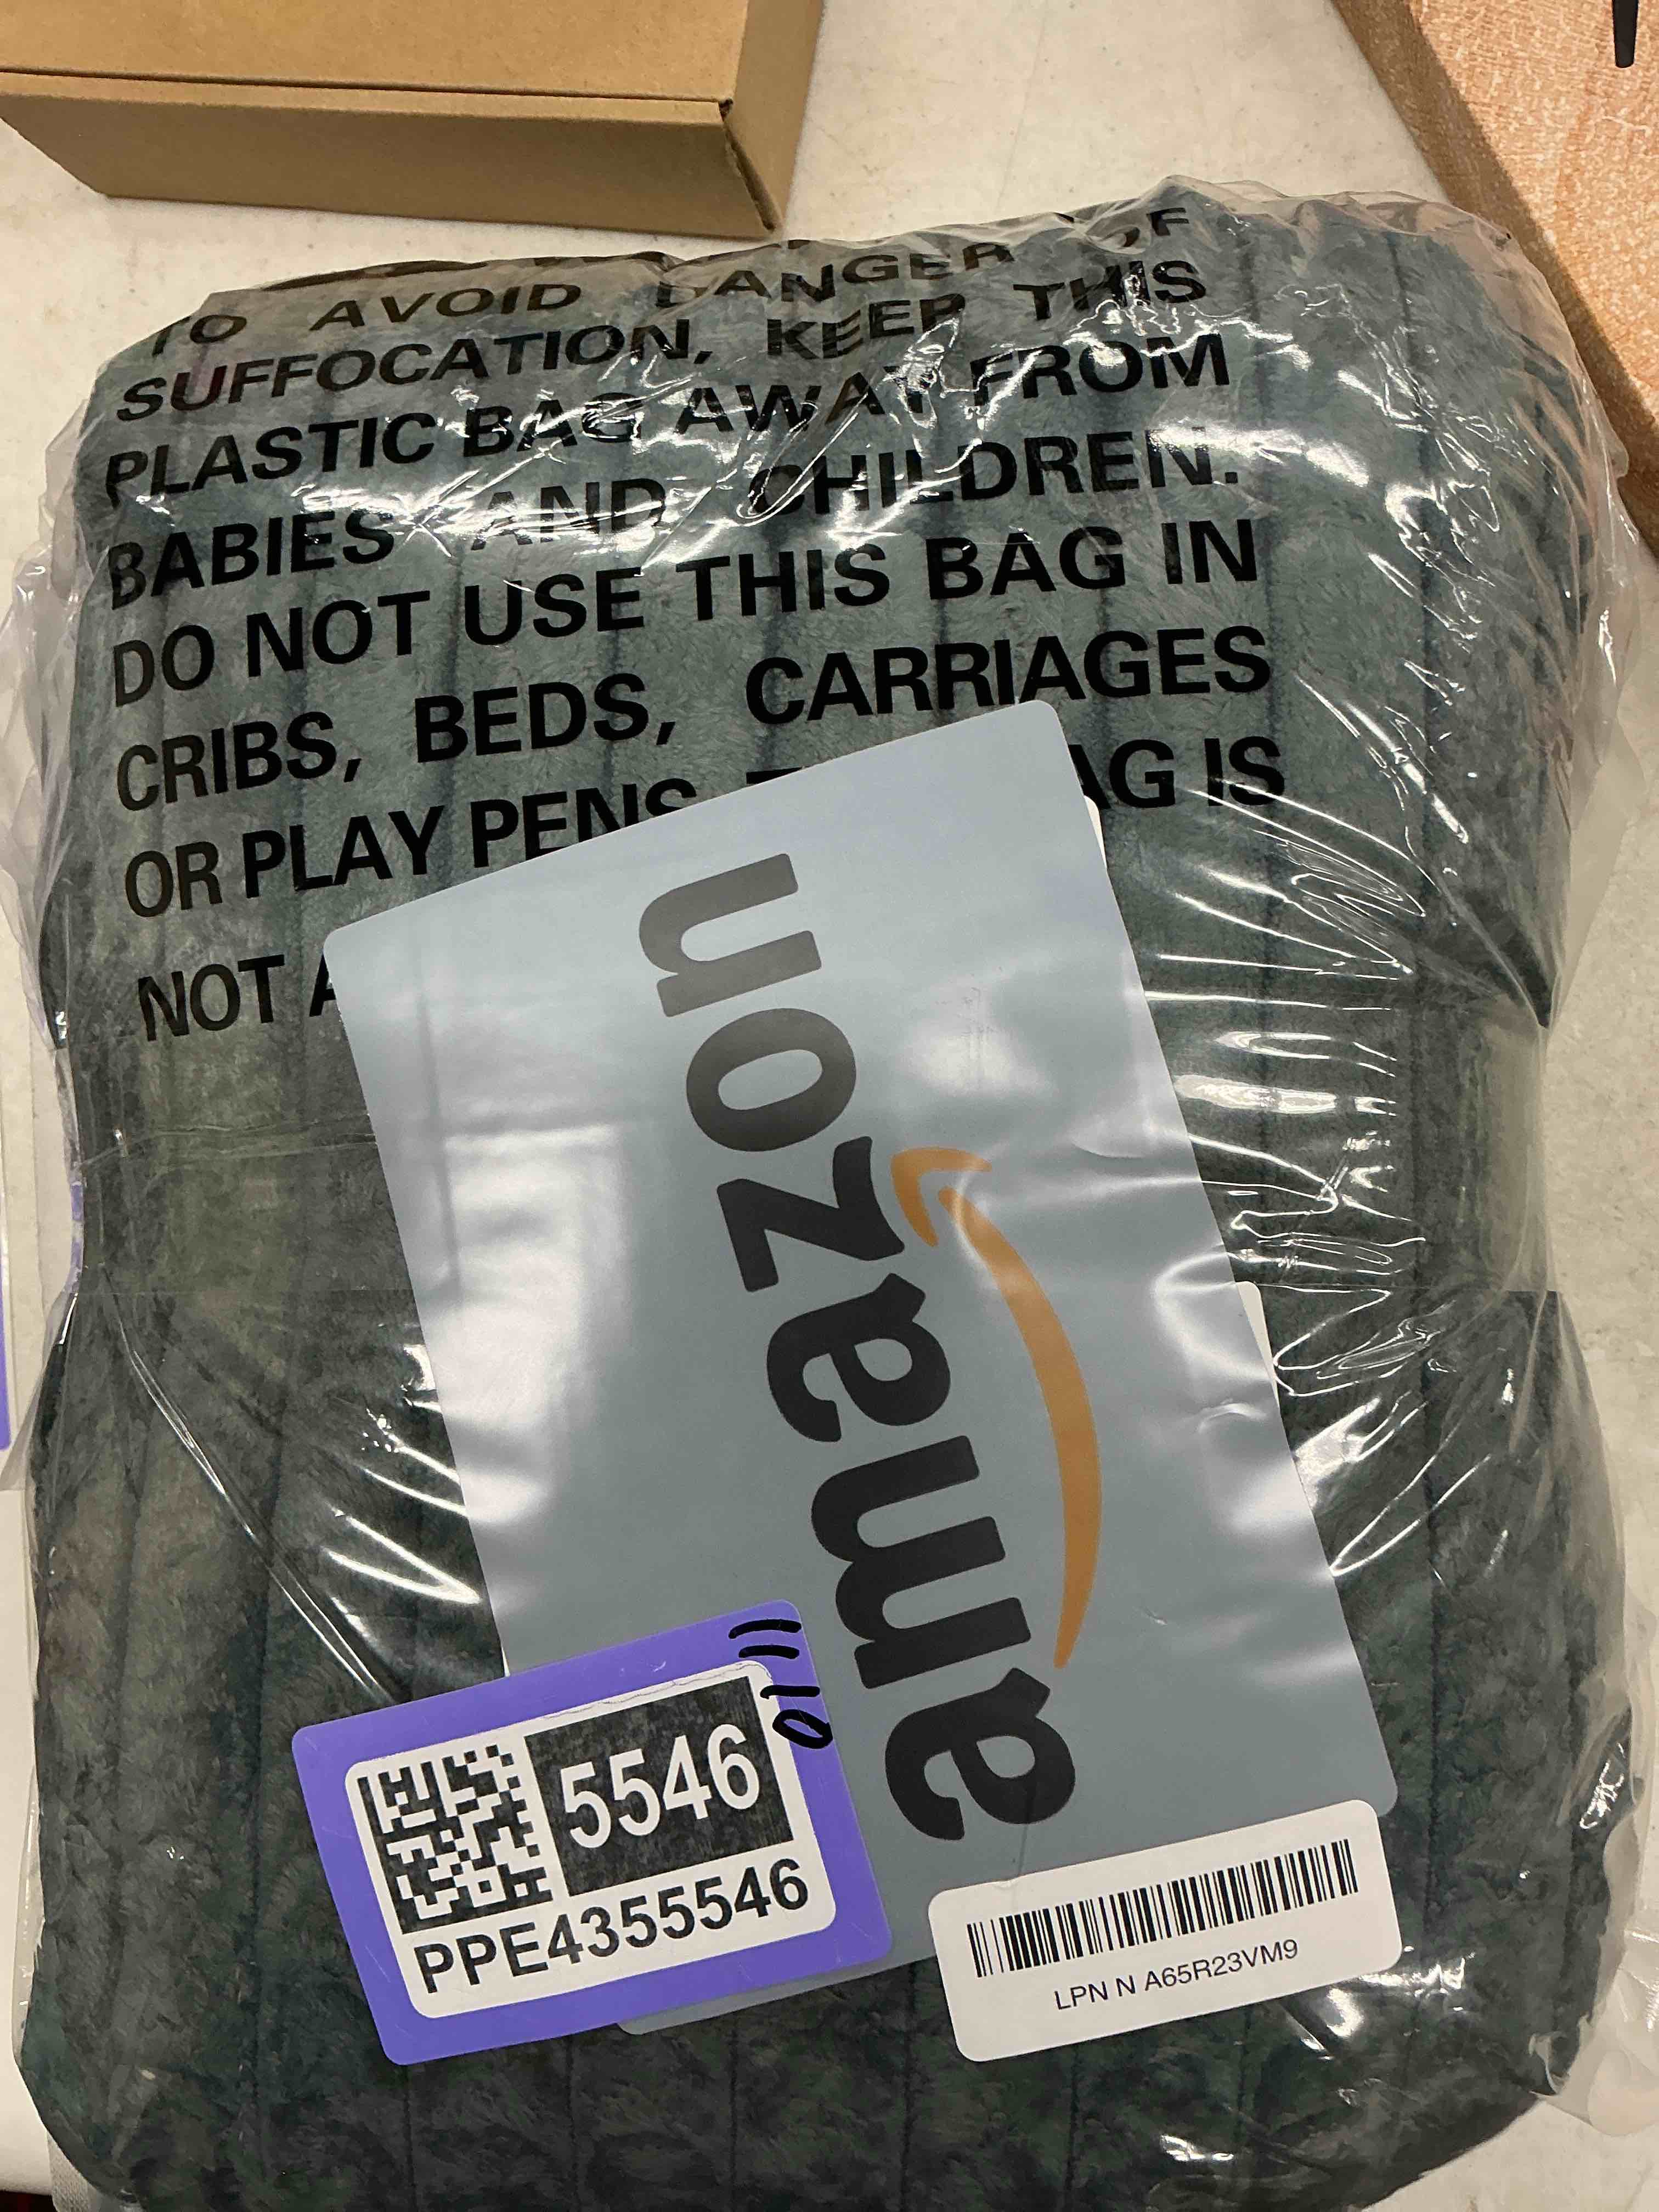 TO AVOID DANGER OF
SUFFOCATION, KEEP THIS
PLASTIC BAG AWAY FROM
BABIES AND CHILDREN.
DO NOT USE THIS BAG IN
CRIBS, BEDS, CARRIAGES
OR PLAY PENS AG IS
NOT A
amazon
01111
5546
PPE4355546
LPN N A65R23VM9